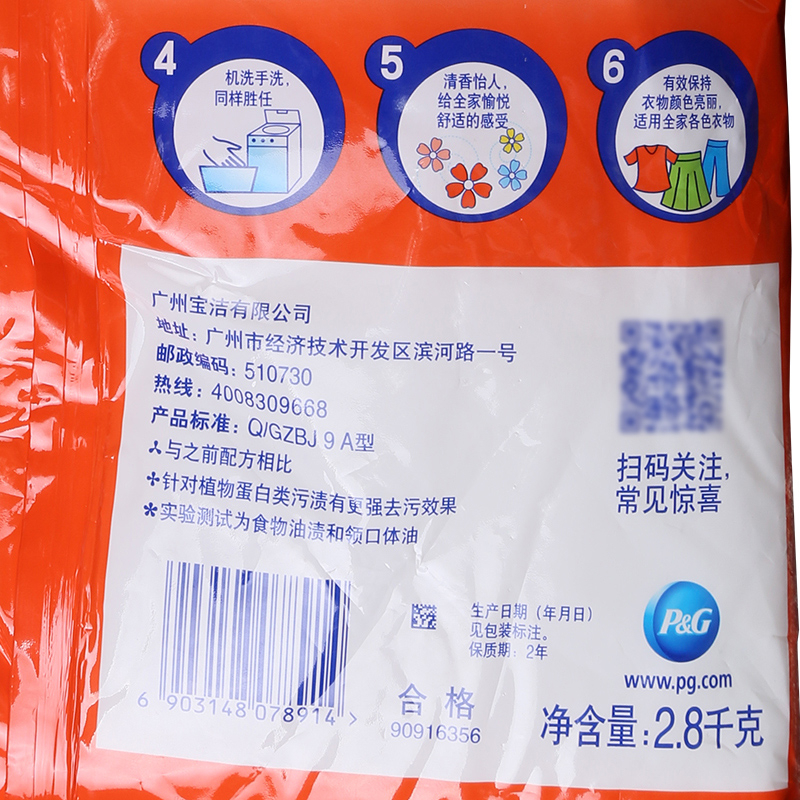 4
机洗手洗，
同样胜任
5
清香怡人，
给全家愉悦
舒适的感受
6
有效保持
衣物颜色亮丽，
适用全家各色衣物
广州宝洁有限公司
地址：广州市经济技术开发区滨河路一号
邮政编码：510730
热线：4008309668
产品标准：Q/GZBJ 9 A型
与之前配方相比
针对植物蛋白类污渍有更强去污效果
实验测试为食物油渍和领口体油
扫码关注，
常见惊喜
6 903148 078914 >
生产日期（年月日）
见包装标注。
保质期：2年
合格
90916356
P&G
www.pg.com
净含量：2.8千克